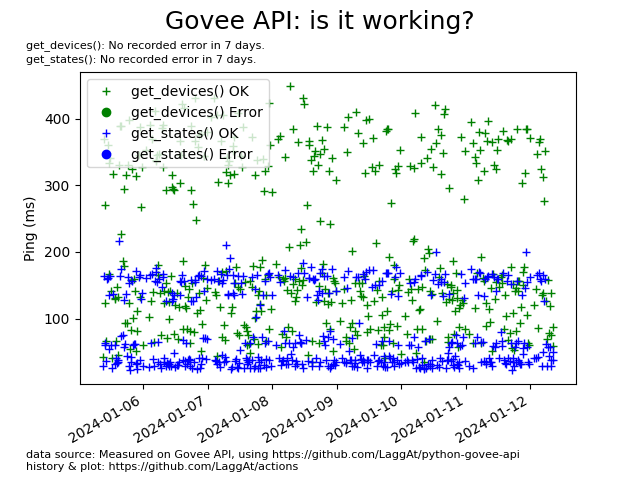 Govee API: is it working?
get_devices(): No recorded error in 7 days.
get_states(): No recorded error in 7 days.
get_devices() OK
get_devices() Error
get_states() OK
get_states() Error
Ping (ms)
400
300
200
100
2024-01-06
2024-01-07
2024-01-08
2024-01-09
2024-01-10
2024-01-11
2024-01-12
data source: Measured on Govee API, using https://github.com/LaggAt/python-govee-api
history & plot: https://github.com/LaggAt/actions